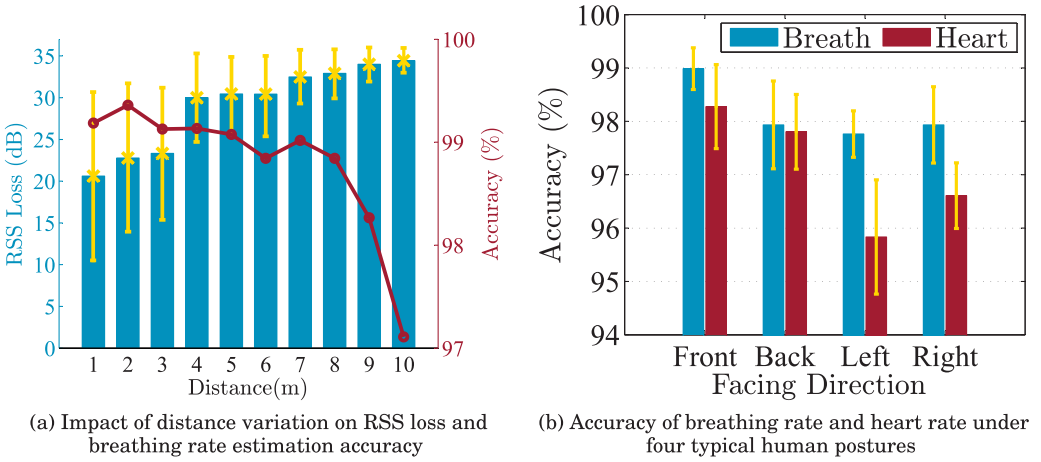 RSS Loss (dB)
35
30
25
20
15
10
5
0
100
99
98
97
Accuracy (%)
1 2 3 4 5 6 7 8 9 10
Distance(m)
(a) Impact of distance variation on RSS loss and
breathing rate estimation accuracy
Accuracy (%)
100
99
98
97
96
95
94
Breath Heart
Front Back Left Right
Facing Direction
(b) Accuracy of breathing rate and heart rate under
four typical human postures